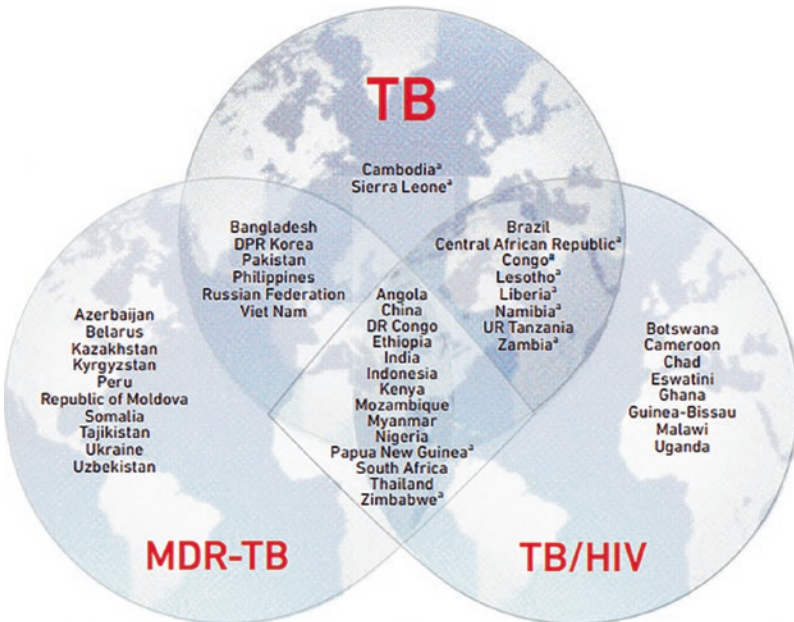 TB
Cambodiaᵃ
Sierra Leoneᵃ
Bangladesh
DPR Korea
Pakistan
Philippines
Russian Federation
Viet Nam
Brazil
Central African Republicᵃ
Congoᵃ
Lesothoᵃ
Liberiaᵃ
Namibiaᵃ
UR Tanzania
Zambiaᵃ
Angola
China
DR Congo
Ethiopia
India
Indonesia
Kenya
Mozambique
Myanmar
Nigeria
Papua New Guineaᵃ
South Africa
Thailand
Zimbabweᵃ
Azerbaijan
Belarus
Kazakhstan
Kyrgyzstan
Peru
Republic of Moldova
Somalia
Tajikistan
Ukraine
Uzbekistan
Botswana
Cameroon
Chad
Eswatini
Ghana
Guinea-Bissau
Malawi
Uganda
MDR-TB
TB/HIV